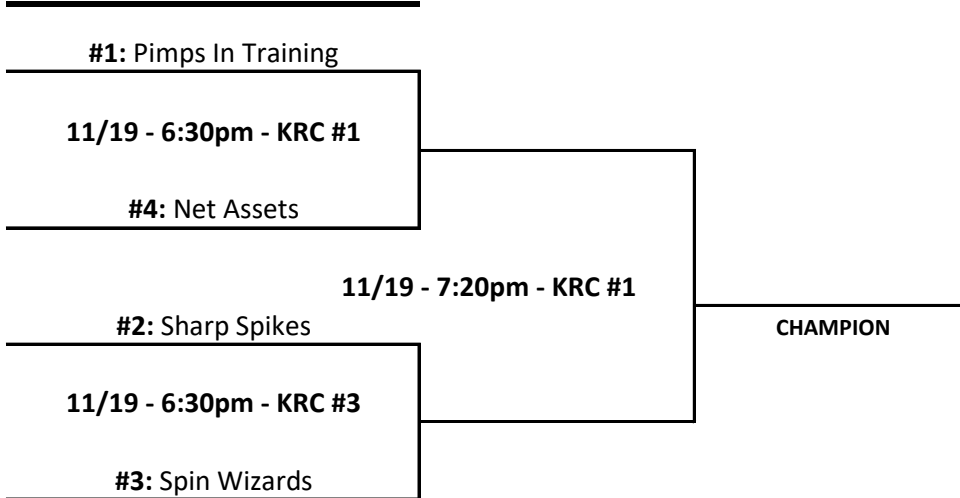 #1: Pimps In Training
11/19 - 6:30pm - KRC #1
#4: Net Assets
11/19 - 7:20pm - KRC #1
#2: Sharp Spikes
CHAMPION
11/19 - 6:30pm - KRC #3
#3: Spin Wizards